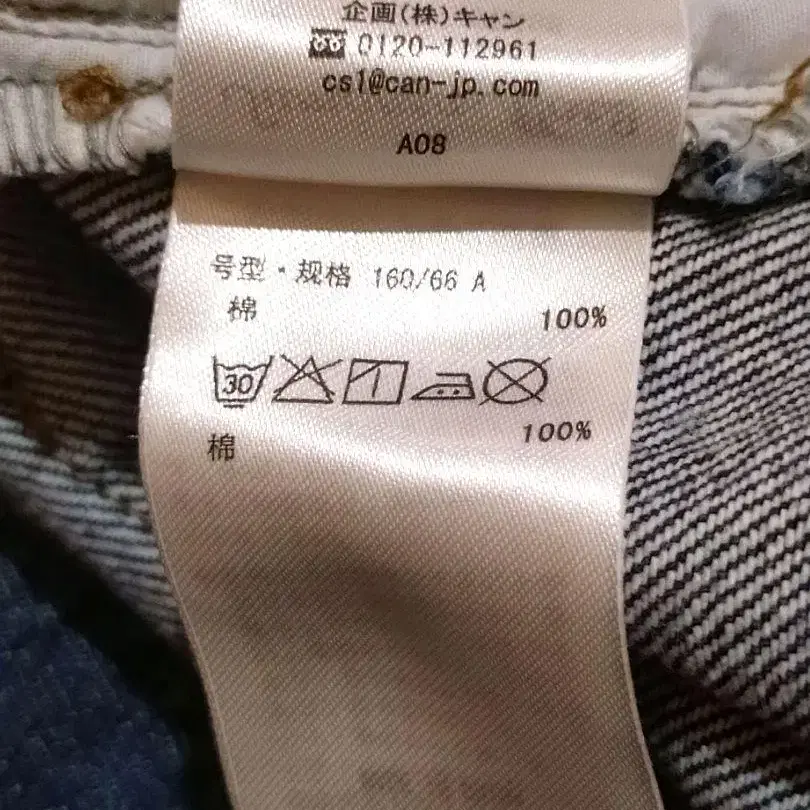 企画(株)キャン
0120-112961
cs1@can-jp.com
A08
号型・规格 160/66 A
棉 100%
30
棉 100%